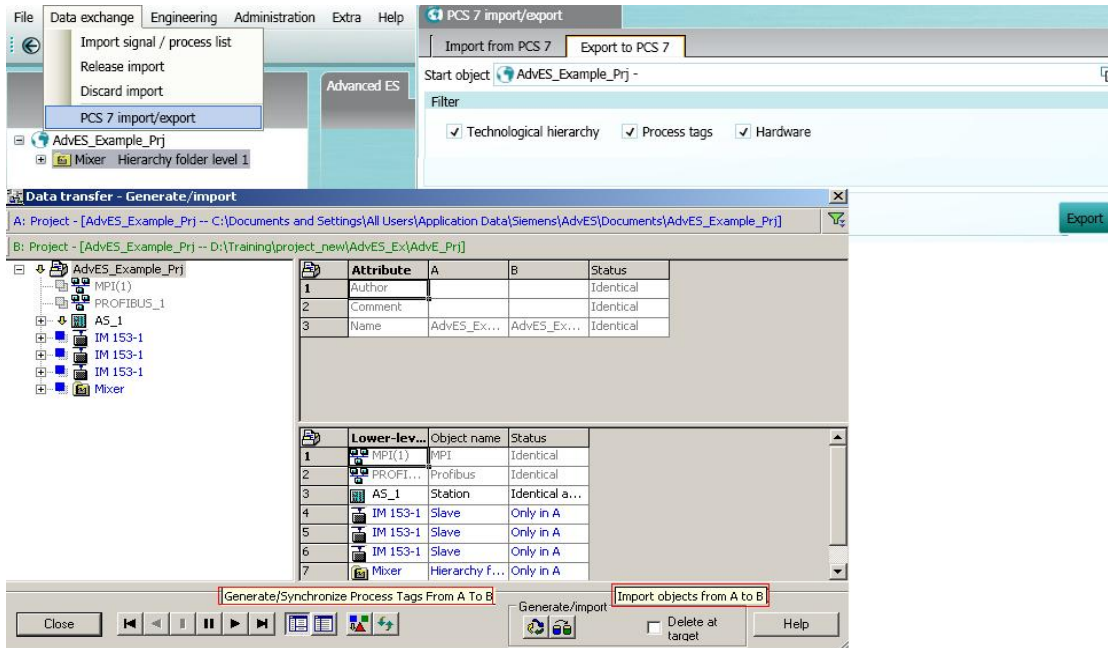 File Data exchange Engineering Administration Extra Help
Import signal / process list
Release import
Discard import
PCS 7 import/export
Advanced ES
AdvES_Example_Prj
Mixer Hierarchy folder level 1
PCS 7 import/export
Import from PCS 7 Export to PCS 7
Start object AdvES_Example_Prj -
Filter
Technological hierarchy Process tags Hardware
Export
Data transfer - Generate/import
A: Project - [AdvES_Example_Prj -- C:\Documents and Settings\All Users\Application Data\Siemens\AdvES\Documents\AdvES_Example_Prj]
B: Project - [AdvES_Example_Prj -- D:\Training\project_new\AdvES_Ex\AdvE_Prj]
AdvES_Example_Prj
MPI(1)
PROFIBUS_1
AS_1
IM 153-1
IM 153-1
IM 153-1
Mixer
Attribute A B Status
1 Author Identical
2 Comment Identical
3 Name AdvES_Ex... AdvES_Ex... Identical
Lower-lev... Object name Status
1 MPI(1) MPI Identical
2 PROFI... Profibus Identical
3 AS_1 Station Identical a...
4 IM 153-1 Slave Only in A
5 IM 153-1 Slave Only in A
6 IM 153-1 Slave Only in A
7 Mixer Hierarchy f... Only in A
Generate/Synchronize Process Tags From A To B
Import objects from A to B
Generate/import
Close
Delete at target
Help